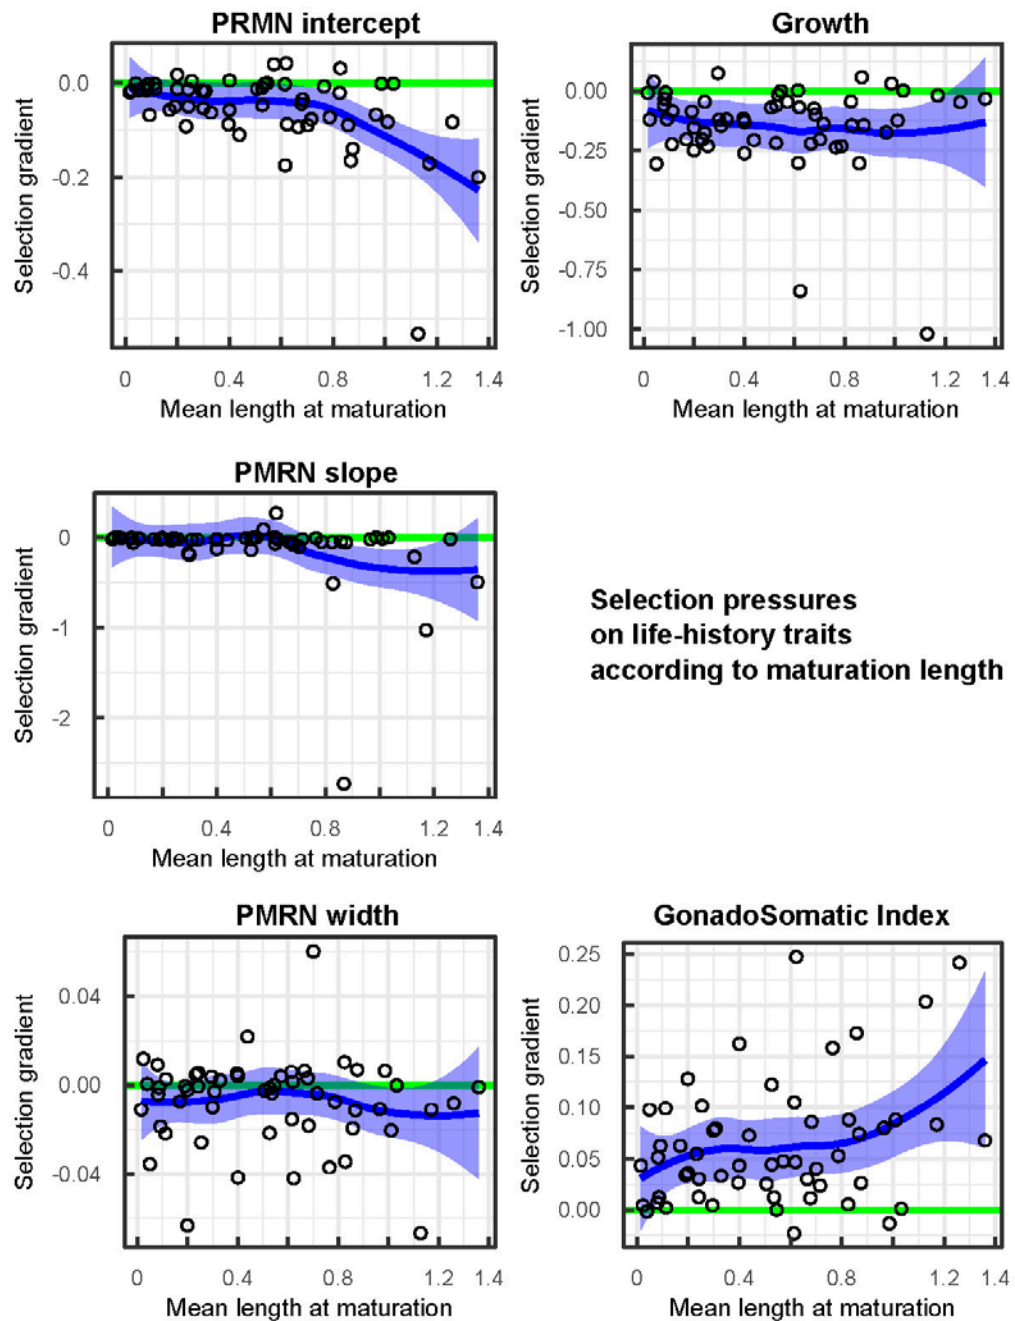 PRMN intercept
Selection gradient
0.0
-0.2
-0.4
0 0.4 0.8 1.2 1.4
Mean length at maturation
Growth
Selection gradient
0.00
-0.25
-0.50
-0.75
-1.00
0 0.4 0.8 1.2 1.4
Mean length at maturation
PMRN slope
Selection gradient
0
-1
-2
0 0.4 0.8 1.2 1.4
Mean length at maturation
Selection pressures
on life-history traits
according to maturation length
PMRN width
Selection gradient
0.04
0.00
-0.04
0 0.4 0.8 1.2 1.4
Mean length at maturation
GonadoSomatic Index
Selection gradient
0.25
0.20
0.15
0.10
0.05
0.00
0 0.4 0.8 1.2 1.4
Mean length at maturation